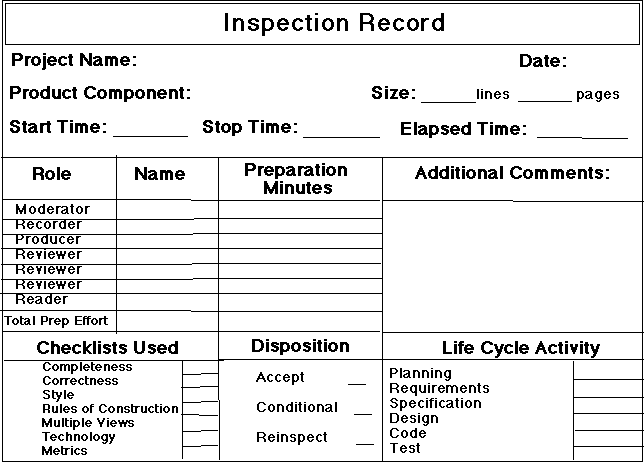 Inspection Record
Project Name: Date:
Product Component: Size: ______lines ______ pages
Start Time: ________ Stop Time: ________ Elapsed Time: _________
Role Name Preparation Minutes Additional Comments:
Moderator
Recorder
Producer
Reviewer
Reviewer
Reviewer
Reader
Total Prep Effort
Checklists Used
Completeness
Correctness
Style
Rules of Construction
Multiple Views
Technology
Metrics
Disposition
Accept __
Conditional __
Reinspect __
Life Cycle Activity
Planning
Requirements
Specification
Design
Code
Test